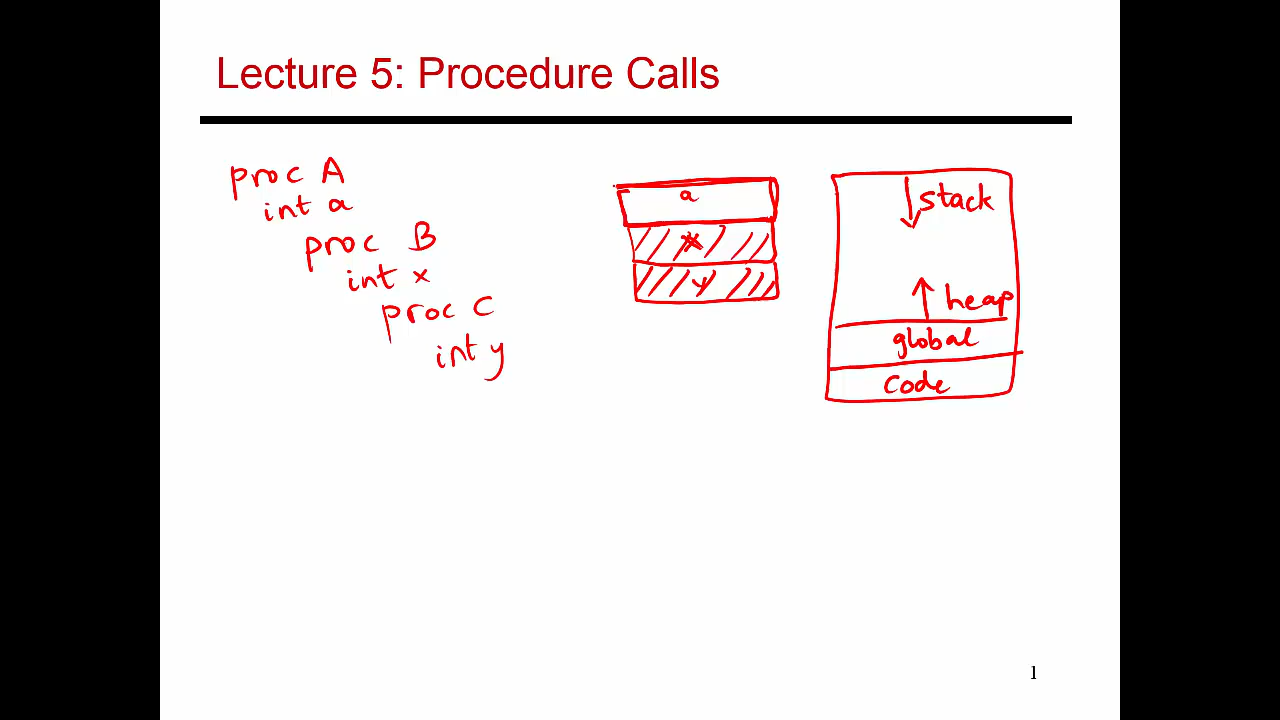 Lecture 5: Procedure Calls
proc A
int a
proc B
int x
proc C
int y
a
x
y
stack
heap
global
code
1